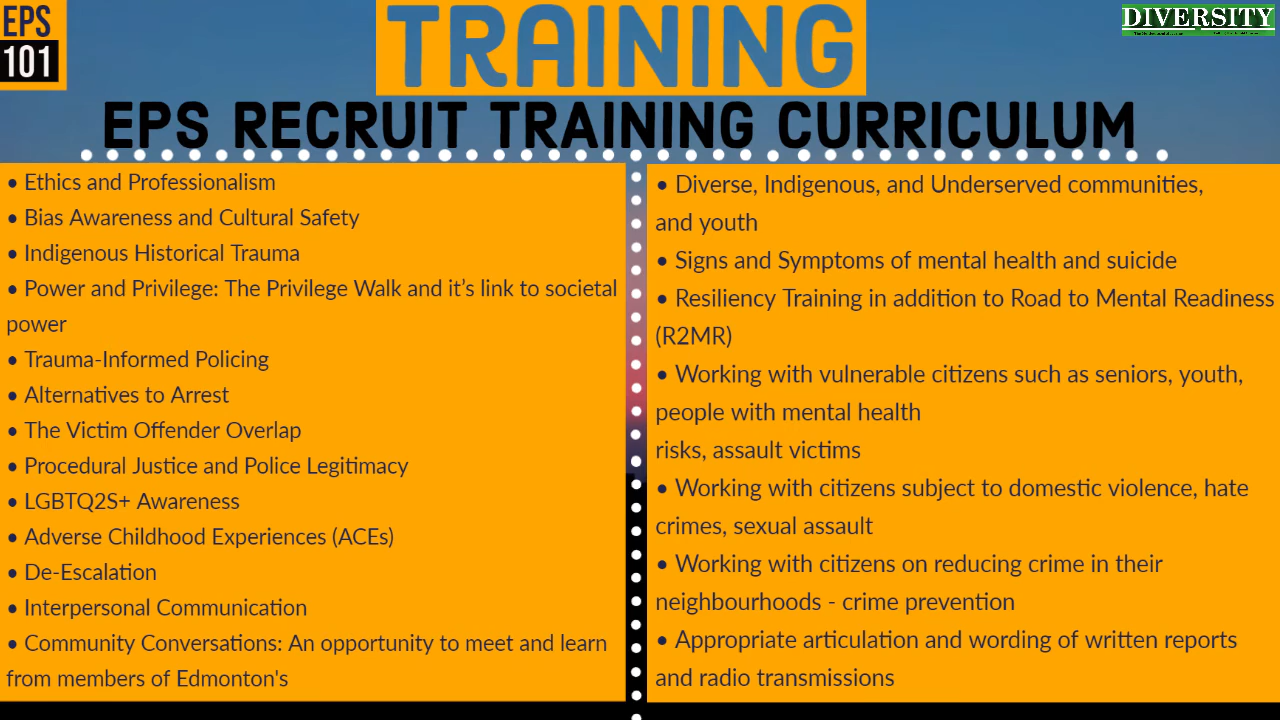 EPS
101
TRAINING
DIVERSITY
EPS RECRUIT TRAINING CURRICULUM
• Ethics and Professionalism
• Bias Awareness and Cultural Safety
• Indigenous Historical Trauma
• Power and Privilege: The Privilege Walk and it's link to societal
power
• Trauma-Informed Policing
• Alternatives to Arrest
• The Victim Offender Overlap
• Procedural Justice and Police Legitimacy
• LGBTQ2S+ Awareness
• Adverse Childhood Experiences (ACEs)
• De-Escalation
• Interpersonal Communication
• Community Conversations: An opportunity to meet and learn
from members of Edmonton's
• Diverse, Indigenous, and Underserved communities,
and youth
• Signs and Symptoms of mental health and suicide
• Resiliency Training in addition to Road to Mental Readiness
(R2MR)
• Working with vulnerable citizens such as seniors, youth,
people with mental health
risks, assault victims
• Working with citizens subject to domestic violence, hate
crimes, sexual assault
• Working with citizens on reducing crime in their
neighbourhoods - crime prevention
• Appropriate articulation and wording of written reports
and radio transmissions